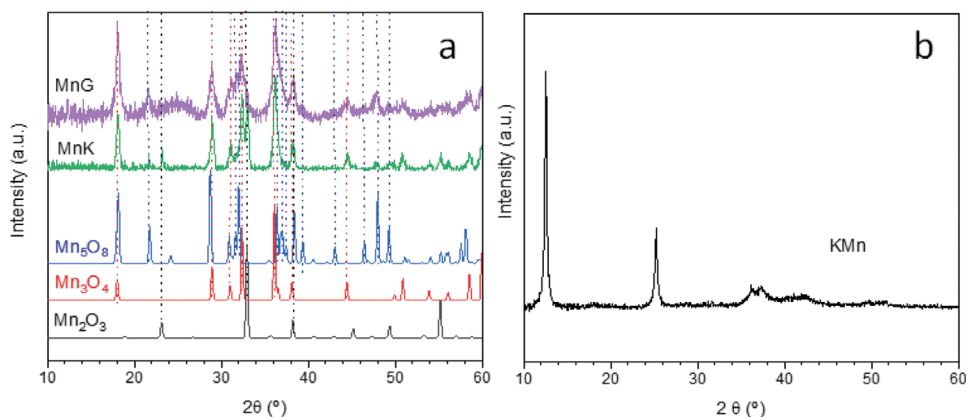 a
MnG
MnK
Mn₅O₈
Mn₃O₄
Mn₂O₃
Intensity (a.u.)
10 20 30 40 50 60
2θ (º)
b
KMn
Intensity (a.u.)
10 20 30 40 50 60
2 θ (º)